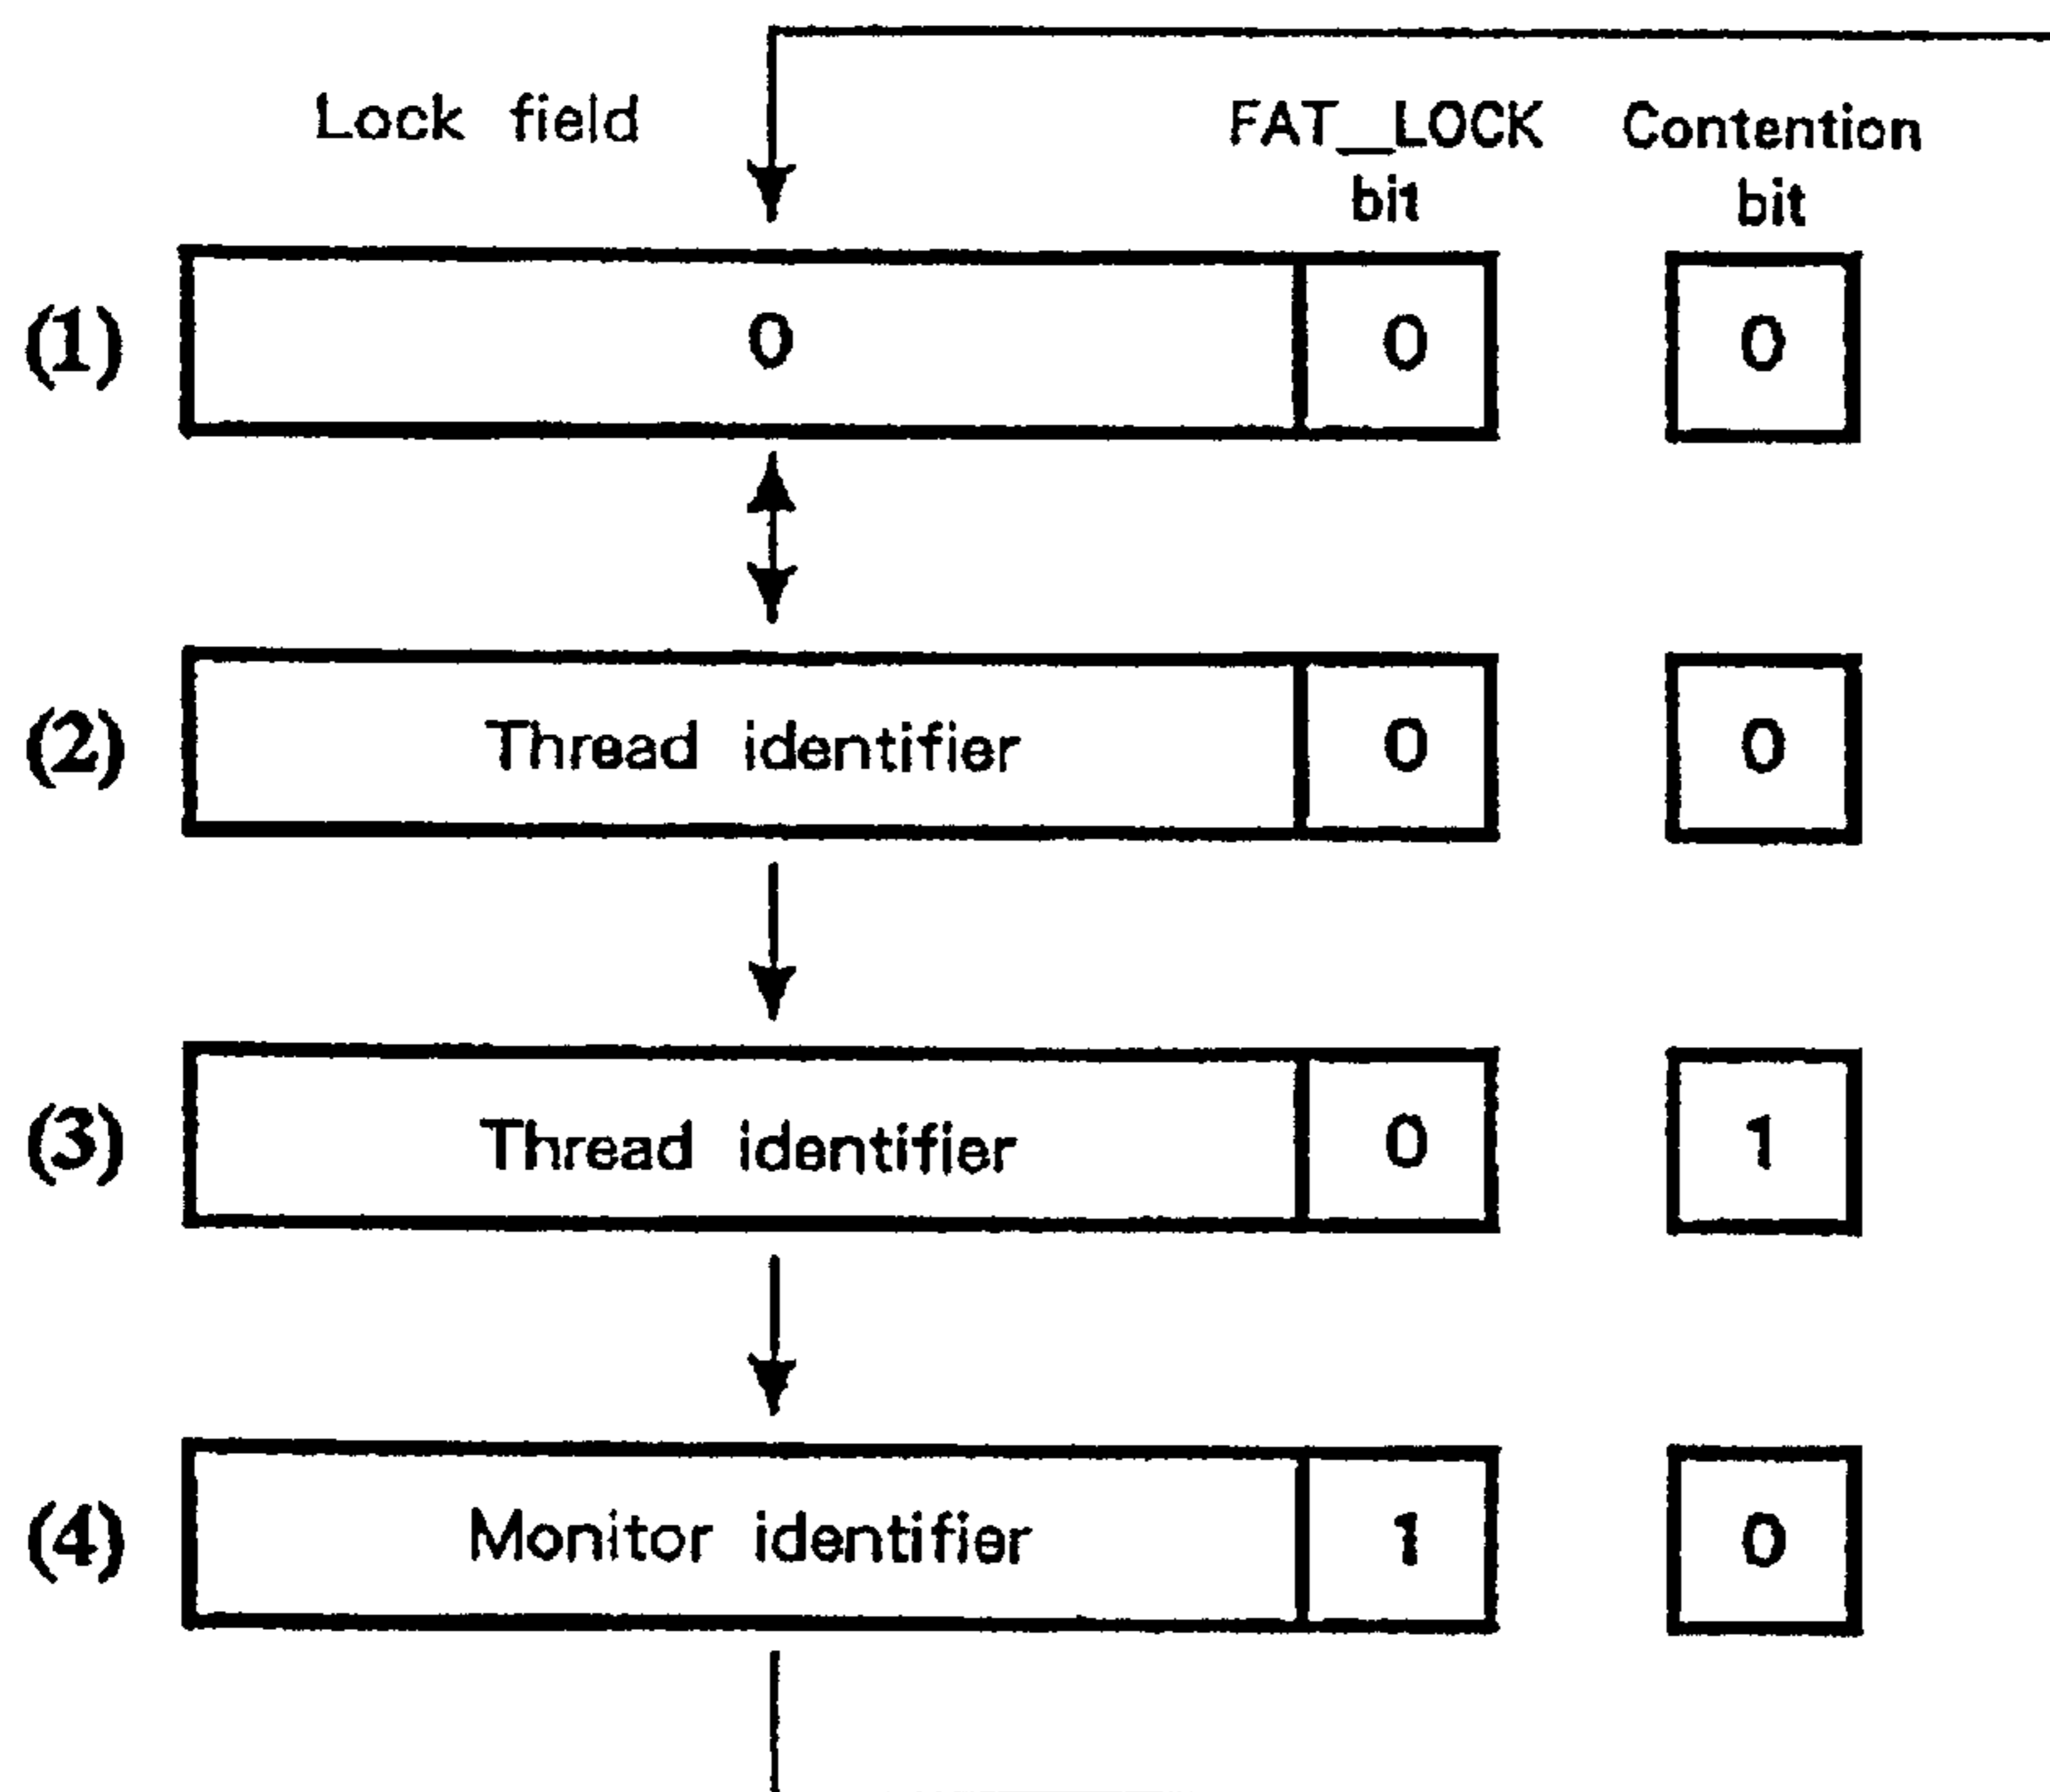 Lock field
FAT__LOCK bit
Contention bit
(1) 0 0 0
(2) Thread identifier 0 0
(3) Thread identifier 0 1
(4) Monitor identifier 1 0